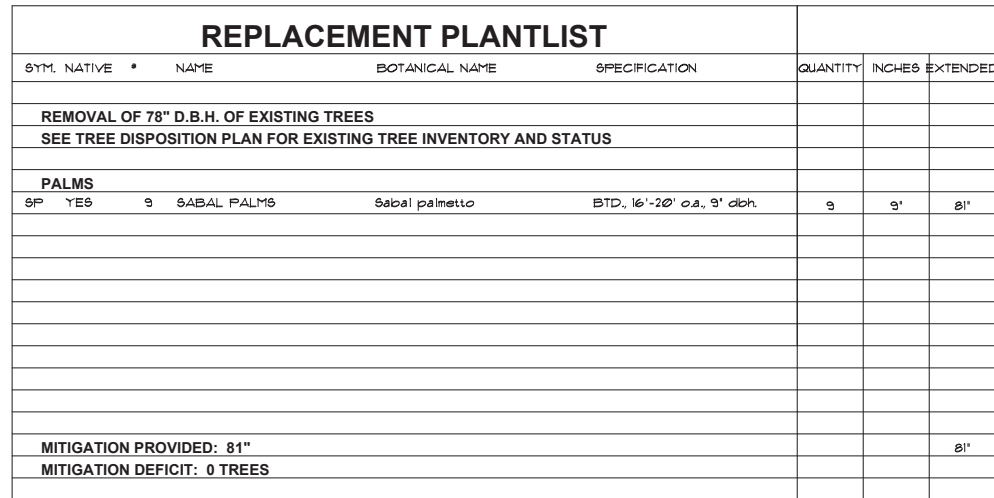 REPLACEMENT PLANTLIST
SYM. NATIVE # NAME BOTANICAL NAME SPECIFICATION QUANTITY INCHES EXTENDED
REMOVAL OF 78" D.B.H. OF EXISTING TREES
SEE TREE DISPOSITION PLAN FOR EXISTING TREE INVENTORY AND STATUS
PALMS
SP YES 9 SABAL PALMS Sabal palmetto BTD., 16'-20' o.a., 9" dbh. 9 9" 81"
MITIGATION PROVIDED: 81" 81"
MITIGATION DEFICIT: 0 TREES